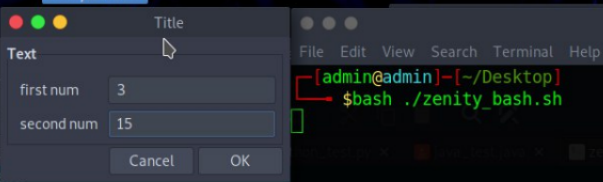 Title
Text
first num 3
second num 15
Cancel OK
File Edit View Search Terminal Help
[admin@admin]-[~/Desktop]
$bash ./zenity_bash.sh